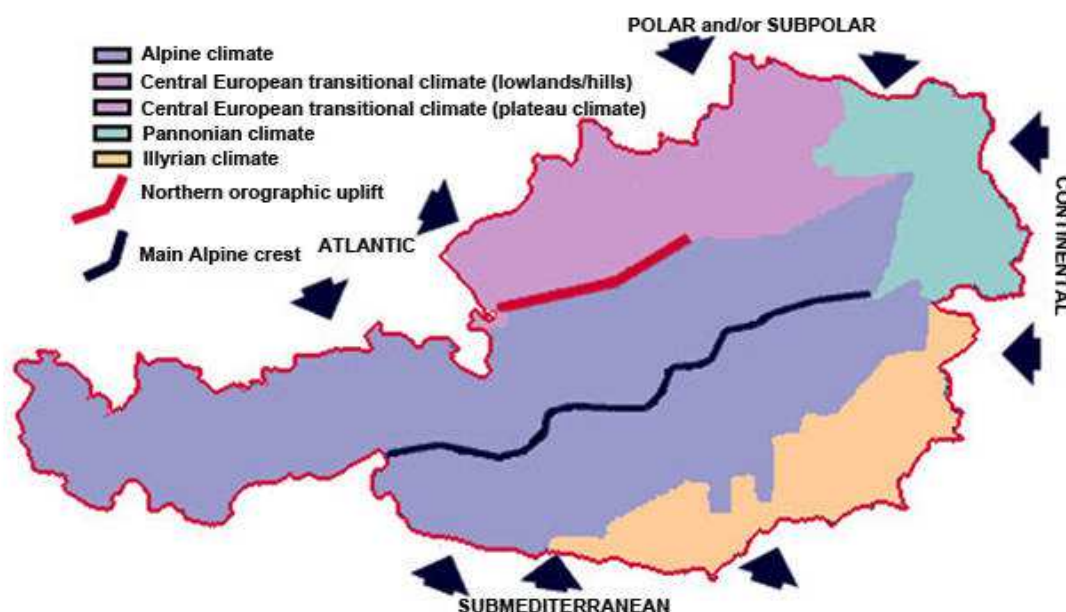 POLAR and/or SUBPOLAR
Alpine climate
Central European transitional climate (lowlands/hills)
Central European transitional climate (plateau climate)
Pannonian climate
Illyrian climate
Northern orographic uplift
Main Alpine crest
ATLANTIC
CONTINENTAL
SUBMEDITERRANEAN